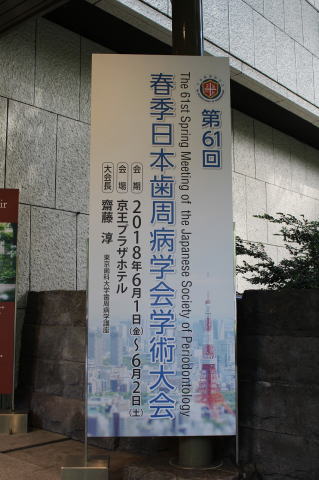 第61回
春季日本歯周病学会学術大会
The 61st Spring Meeting of the Japanese Society of Periodontology
会期 2018年6月1日(金)〜6月2日(土)
会場 京王プラザホテル
大会長 齋藤 淳 東京歯科大学歯周病学講座